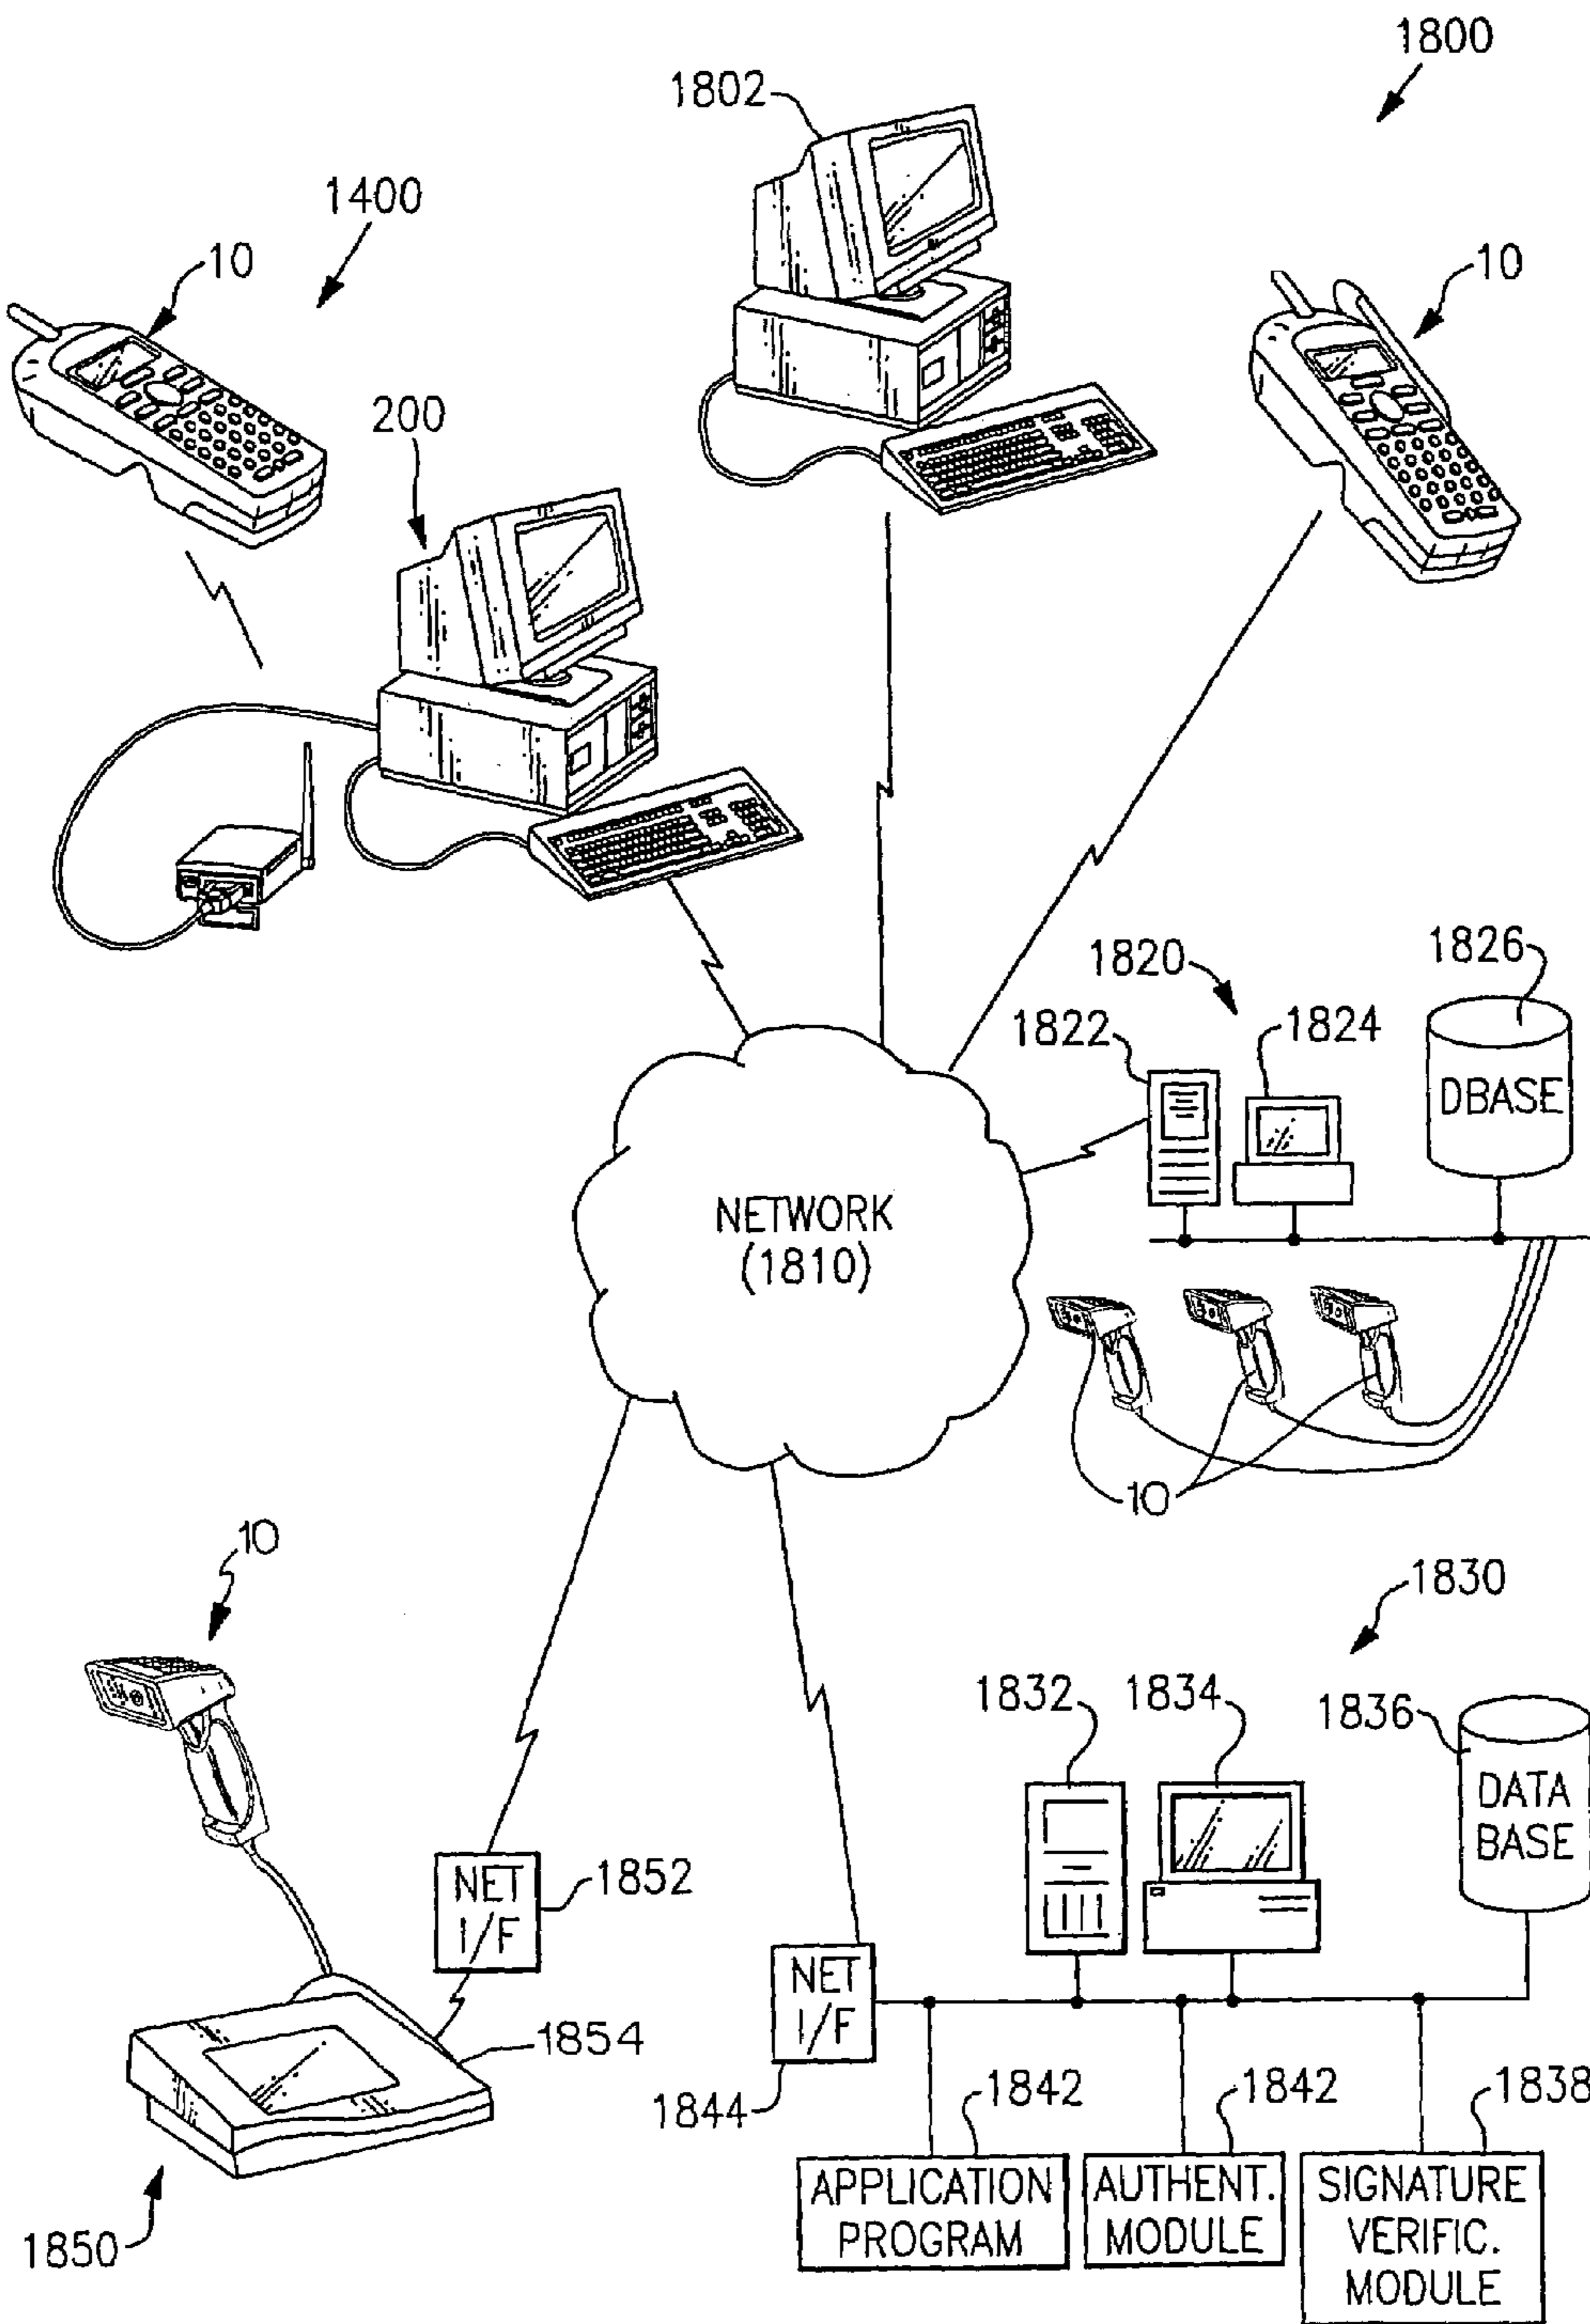 1800
1802
1400
10
10
200
1820
1826
1822
1824
DBASE
NETWORK
(1810)
10
10
1830
1832
1834
1836
DATA
BASE
NET
I/F
1852
NET
I/F
1854
1844
1842
1842
1838
APPLICATION
PROGRAM
AUTHENT.
MODULE
SIGNATURE
VERIFIC.
MODULE
1850